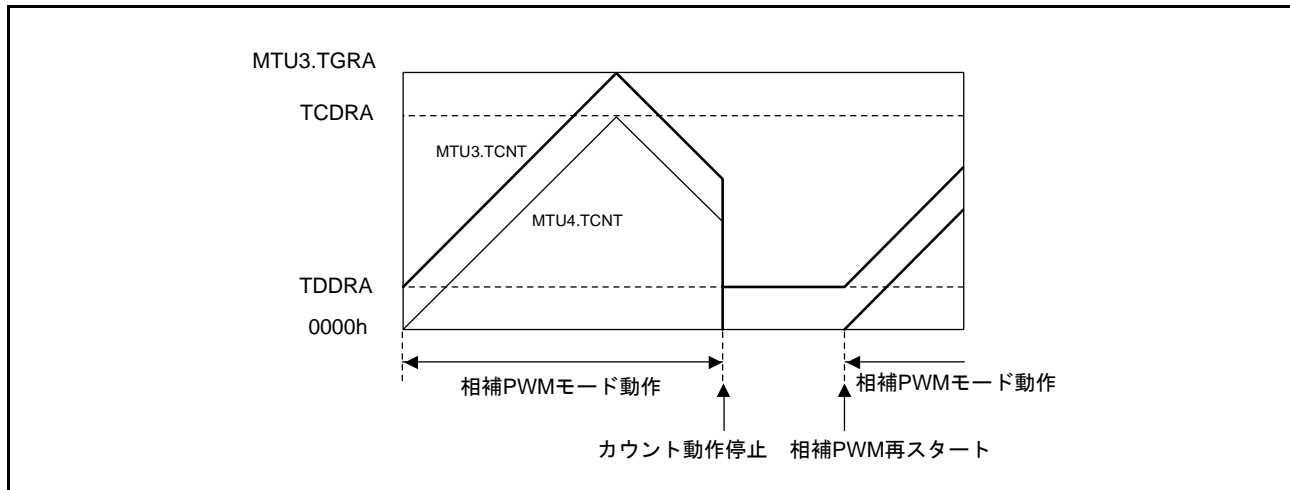 MTU3.TGRA
TCDRA
MTU3.TCNT
MTU4.TCNT
TDDRA
0000h
相補PWMモード動作
相補PWMモード動作
カウント動作停止
相補PWM再スタート